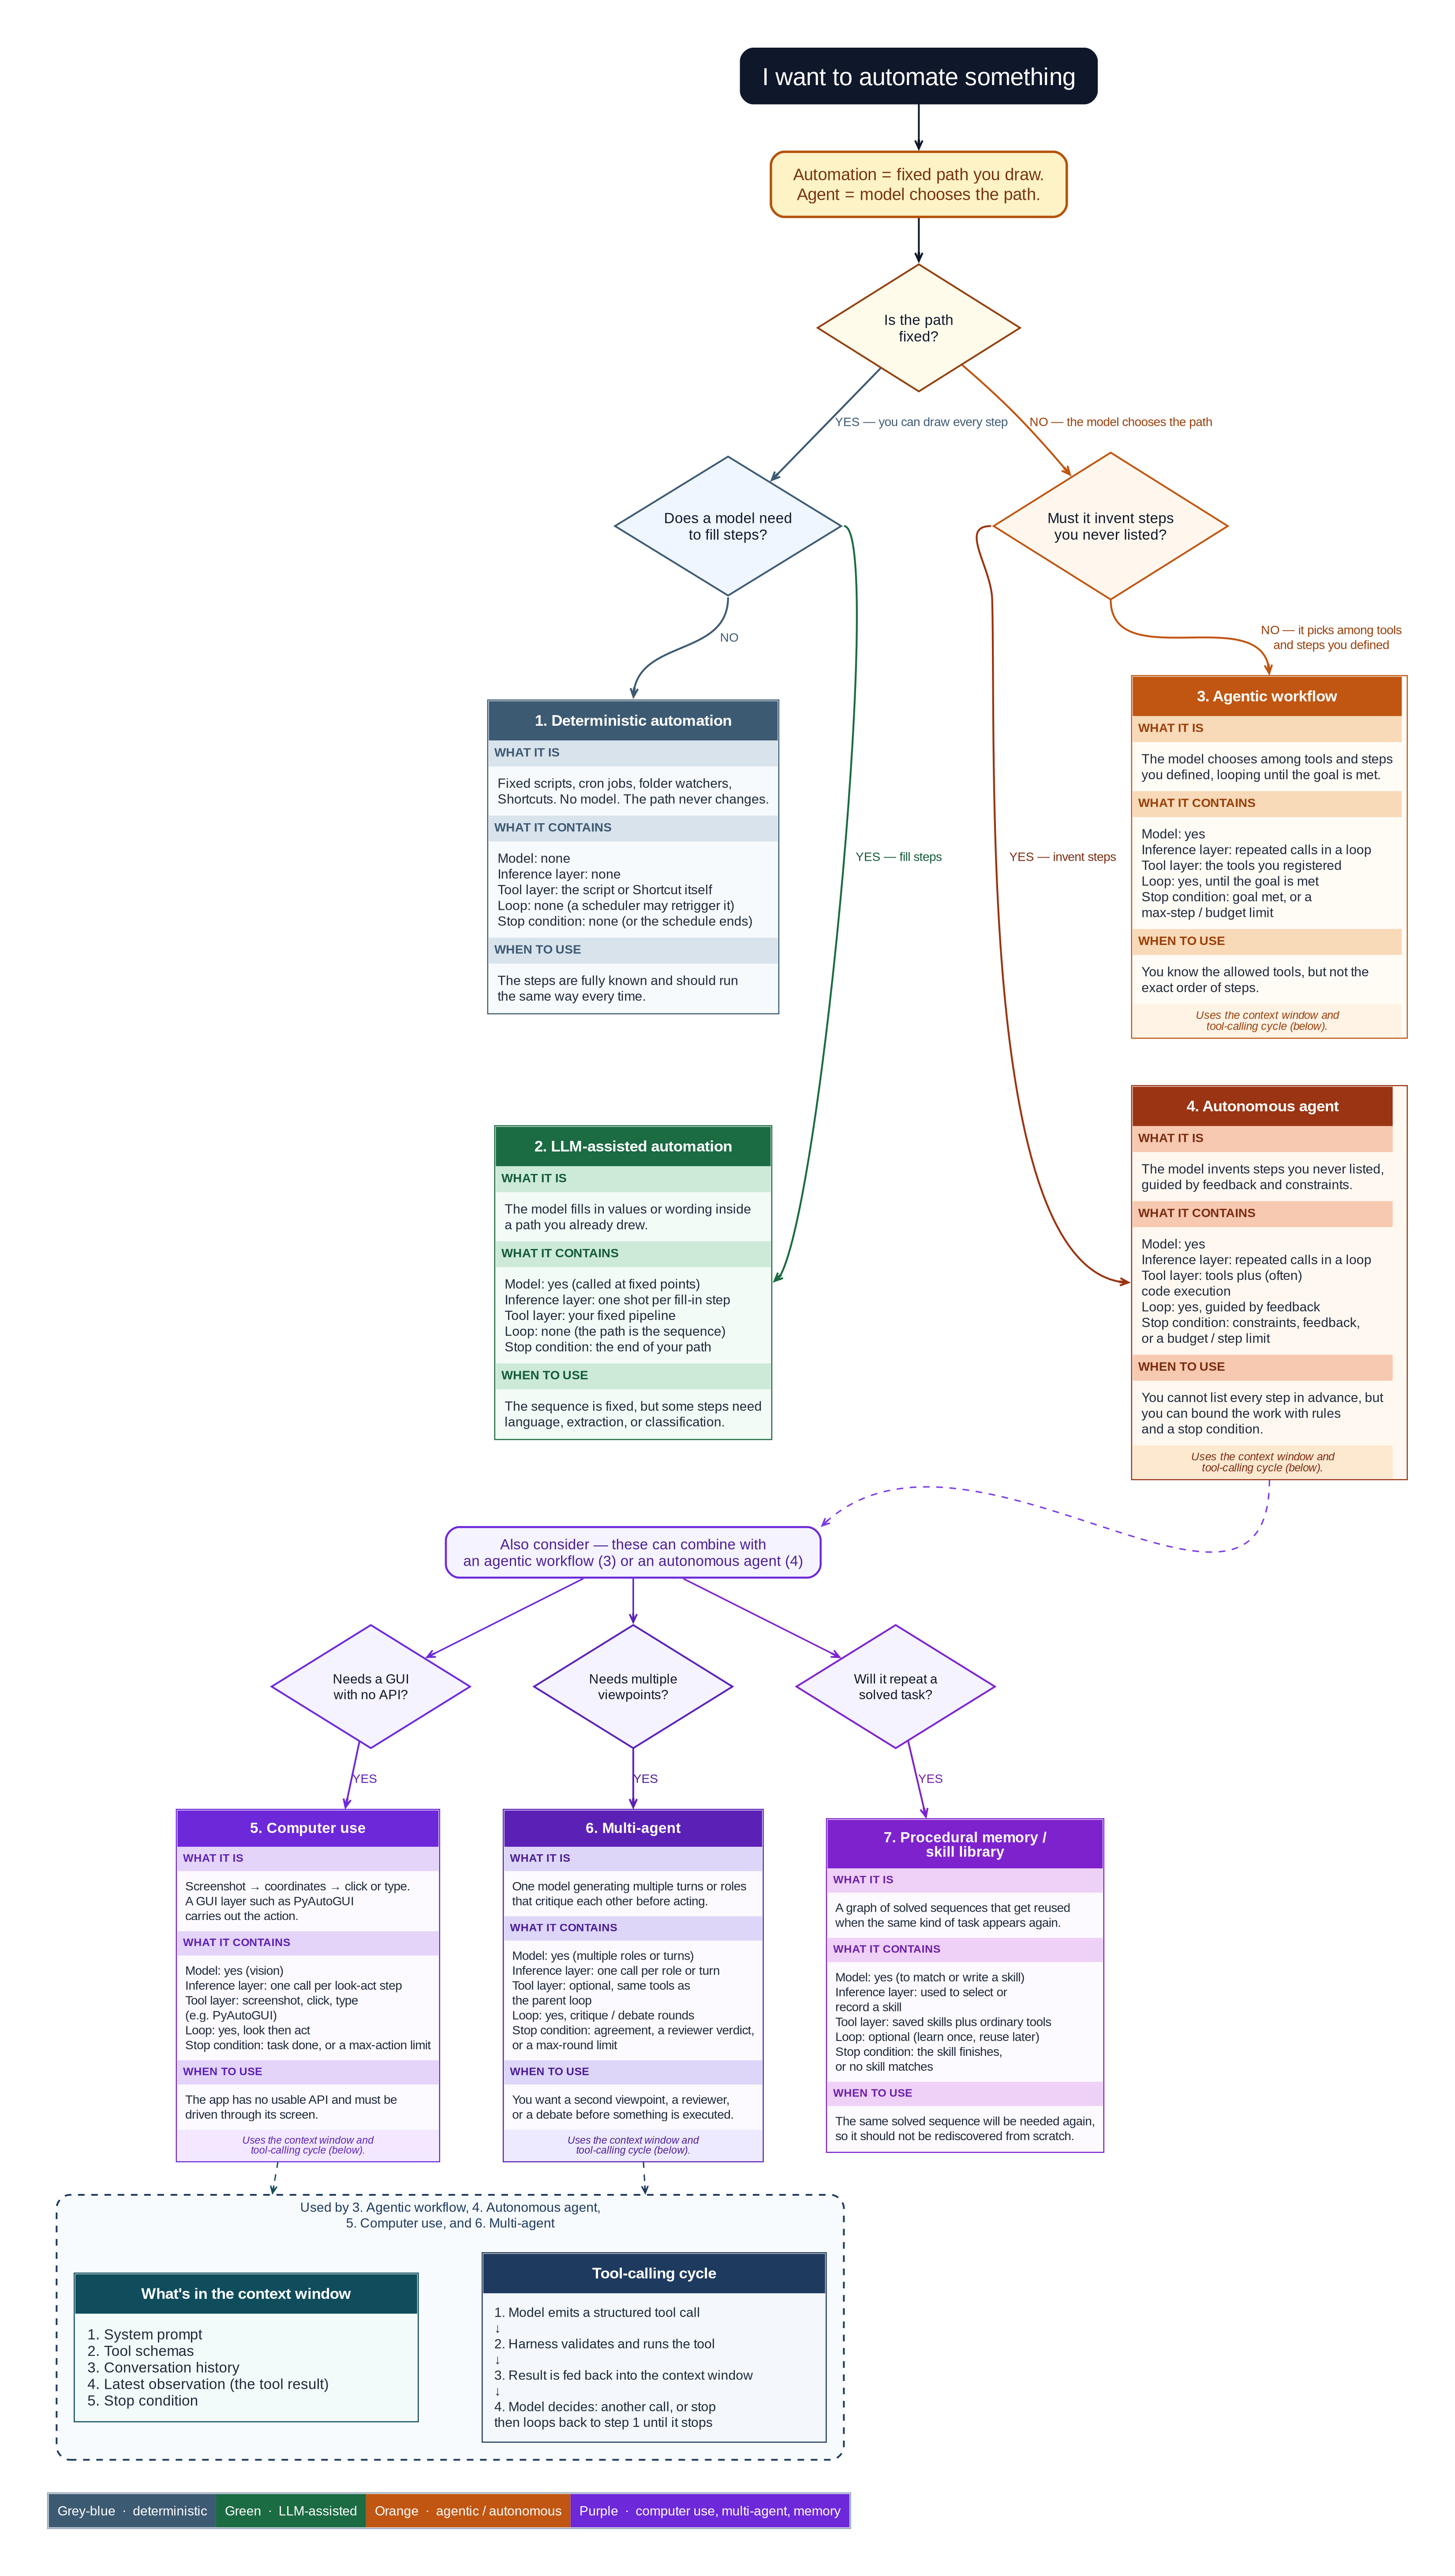 I want to automate something
Automation = fixed path you draw.
Agent = model chooses the path.
Is the path
fixed?
YES — you can draw every step
NO — the model chooses the path
Does a model need
to fill steps?
Must it invent steps
you never listed?
NO
NO — it picks among tools
and steps you defined
1. Deterministic automation
WHAT IT IS
Fixed scripts, cron jobs, folder watchers,
Shortcuts. No model. The path never changes.
WHAT IT CONTAINS
Model: none
Inference layer: none
Tool layer: the script or Shortcut itself
Loop: none (a scheduler may retrigger it)
Stop condition: none (or the schedule ends)
WHEN TO USE
The steps are fully known and should run
the same way every time.
YES — fill steps
YES — invent steps
3. Agentic workflow
WHAT IT IS
The model chooses among tools and steps
you defined, looping until the goal is met.
WHAT IT CONTAINS
Model: yes
Inference layer: repeated calls in a loop
Tool layer: the tools you registered
Loop: yes, until the goal is met
Stop condition: goal met, or a
max-step / budget limit
WHEN TO USE
You know the allowed tools, but not the
exact order of steps.
Uses the context window and
tool-calling cycle (below).
2. LLM-assisted automation
WHAT IT IS
The model fills in values or wording inside
a path you already drew.
WHAT IT CONTAINS
Model: yes (called at fixed points)
Inference layer: one shot per fill-in step
Tool layer: your fixed pipeline
Loop: none (the path is the sequence)
Stop condition: the end of your path
WHEN TO USE
The sequence is fixed, but some steps need
language, extraction, or classification.
4. Autonomous agent
WHAT IT IS
The model invents steps you never listed,
guided by feedback and constraints.
WHAT IT CONTAINS
Model: yes
Inference layer: repeated calls in a loop
Tool layer: tools plus (often)
code execution
Loop: yes, guided by feedback
Stop condition: constraints, feedback,
or a budget / step limit
WHEN TO USE
You cannot list every step in advance, but
you can bound the work with rules
and a stop condition.
Uses the context window and
tool-calling cycle (below).
Also consider — these can combine with
an agentic workflow (3) or an autonomous agent (4)
Needs a GUI
with no API?
Needs multiple
viewpoints?
Will it repeat a
solved task?
YES
YES
YES
5. Computer use
WHAT IT IS
Screenshot → coordinates → click or type.
A GUI layer such as PyAutoGUI
carries out the action.
WHAT IT CONTAINS
Model: yes (vision)
Inference layer: one call per look-act step
Tool layer: screenshot, click, type
(e.g. PyAutoGUI)
Loop: yes, look then act
Stop condition: task done, or a max-action limit
WHEN TO USE
The app has no usable API and must be
driven through its screen.
Uses the context window and
tool-calling cycle (below).
6. Multi-agent
WHAT IT IS
One model generating multiple turns or roles
that critique each other before acting.
WHAT IT CONTAINS
Model: yes (multiple roles or turns)
Inference layer: one call per role or turn
Tool layer: optional, same tools as
the parent loop
Loop: yes, critique / debate rounds
Stop condition: agreement, a reviewer verdict,
or a max-round limit
WHEN TO USE
You want a second viewpoint, a reviewer,
or a debate before something is executed.
Uses the context window and
tool-calling cycle (below).
7. Procedural memory /
skill library
WHAT IT IS
A graph of solved sequences that get reused
when the same kind of task appears again.
WHAT IT CONTAINS
Model: yes (to match or write a skill)
Inference layer: used to select or
record a skill
Tool layer: saved skills plus ordinary tools
Loop: optional (learn once, reuse later)
Stop condition: the skill finishes,
or no skill matches
WHEN TO USE
The same solved sequence will be needed again,
so it should not be rediscovered from scratch.
Used by 3. Agentic workflow, 4. Autonomous agent,
5. Computer use, and 6. Multi-agent
What's in the context window
1. System prompt
2. Tool schemas
3. Conversation history
4. Latest observation (the tool result)
5. Stop condition
Tool-calling cycle
1. Model emits a structured tool call
↓
2. Harness validates and runs the tool
↓
3. Result is fed back into the context window
↓
4. Model decides: another call, or stop
then loops back to step 1 until it stops
Grey-blue · deterministic
Green · LLM-assisted
Orange · agentic / autonomous
Purple · computer use, multi-agent, memory